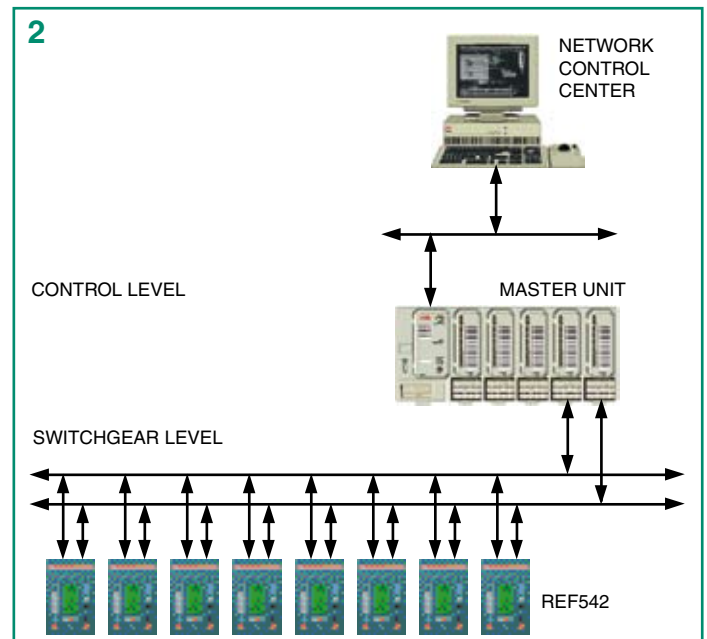 2
NETWORK
CONTROL
CENTER
CONTROL LEVEL
MASTER UNIT
SWITCHGEAR LEVEL
REF542